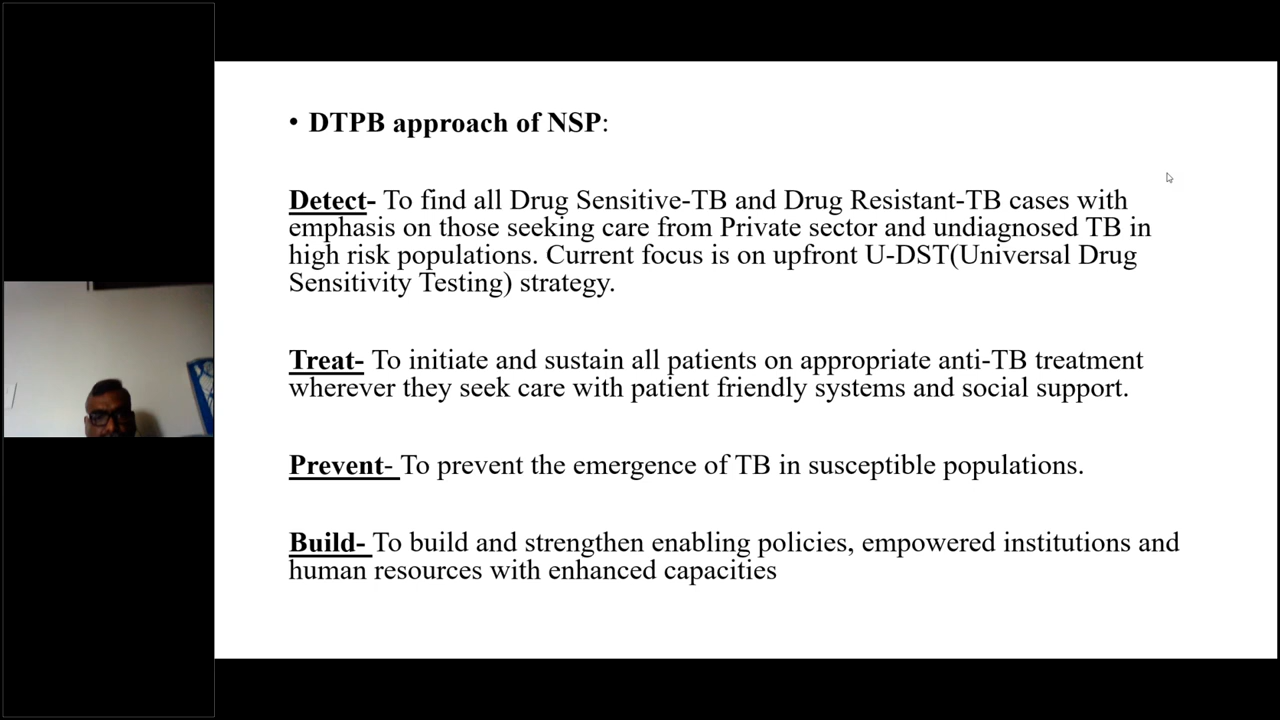 • DTPB approach of NSP:
Detect- To find all Drug Sensitive-TB and Drug Resistant-TB cases with
emphasis on those seeking care from Private sector and undiagnosed TB in
high risk populations. Current focus is on upfront U-DST(Universal Drug
Sensitivity Testing) strategy.
Treat- To initiate and sustain all patients on appropriate anti-TB treatment
wherever they seek care with patient friendly systems and social support.
Prevent- To prevent the emergence of TB in susceptible populations.
Build- To build and strengthen enabling policies, empowered institutions and
human resources with enhanced capacities